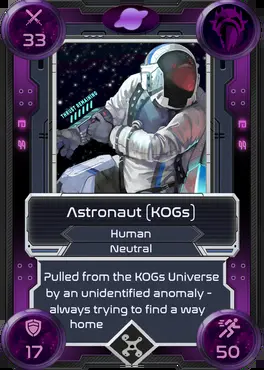 33
THRUST REMAINING
Astronaut (KOGs)
Human
Neutral
Pulled from the KOGs Universe
by an unidentified anomaly -
always trying to find a way
home
17
50